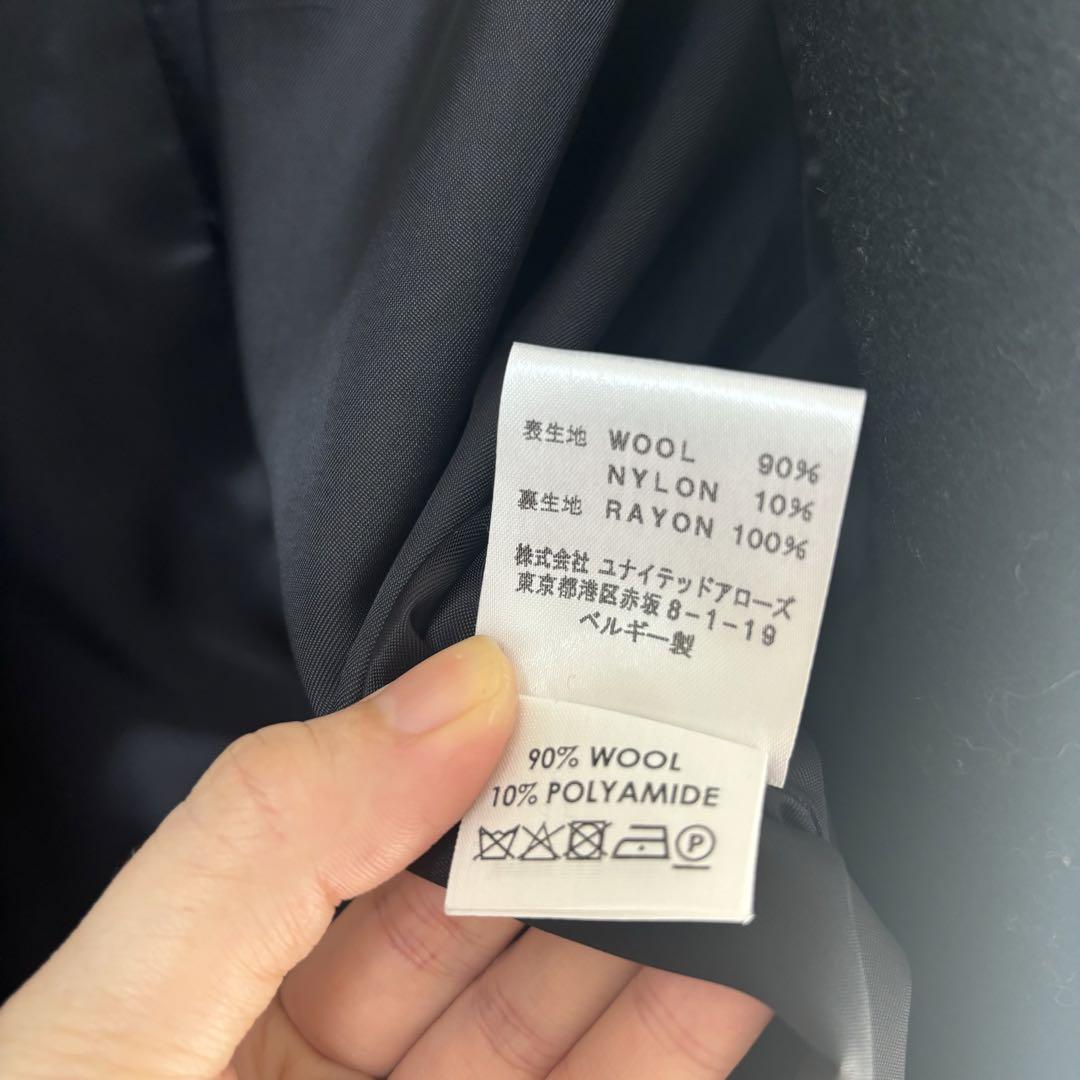 表生地 WOOL 90%
NYLON 10%
裏生地 RAYON 100%
株式会社 ユナイテッドアローズ
東京都港区赤坂8-1-19
ベルギー製
90% WOOL
10% POLYAMIDE
P